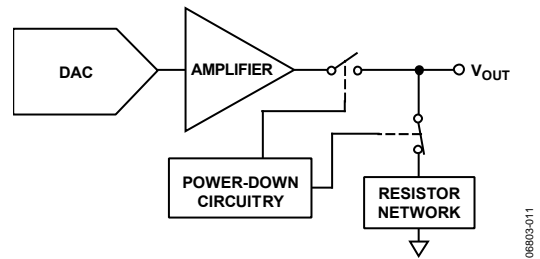 DAC
AMPLIFIER
VOUT
POWER-DOWN
CIRCUITRY
RESISTOR
NETWORK
06803-011